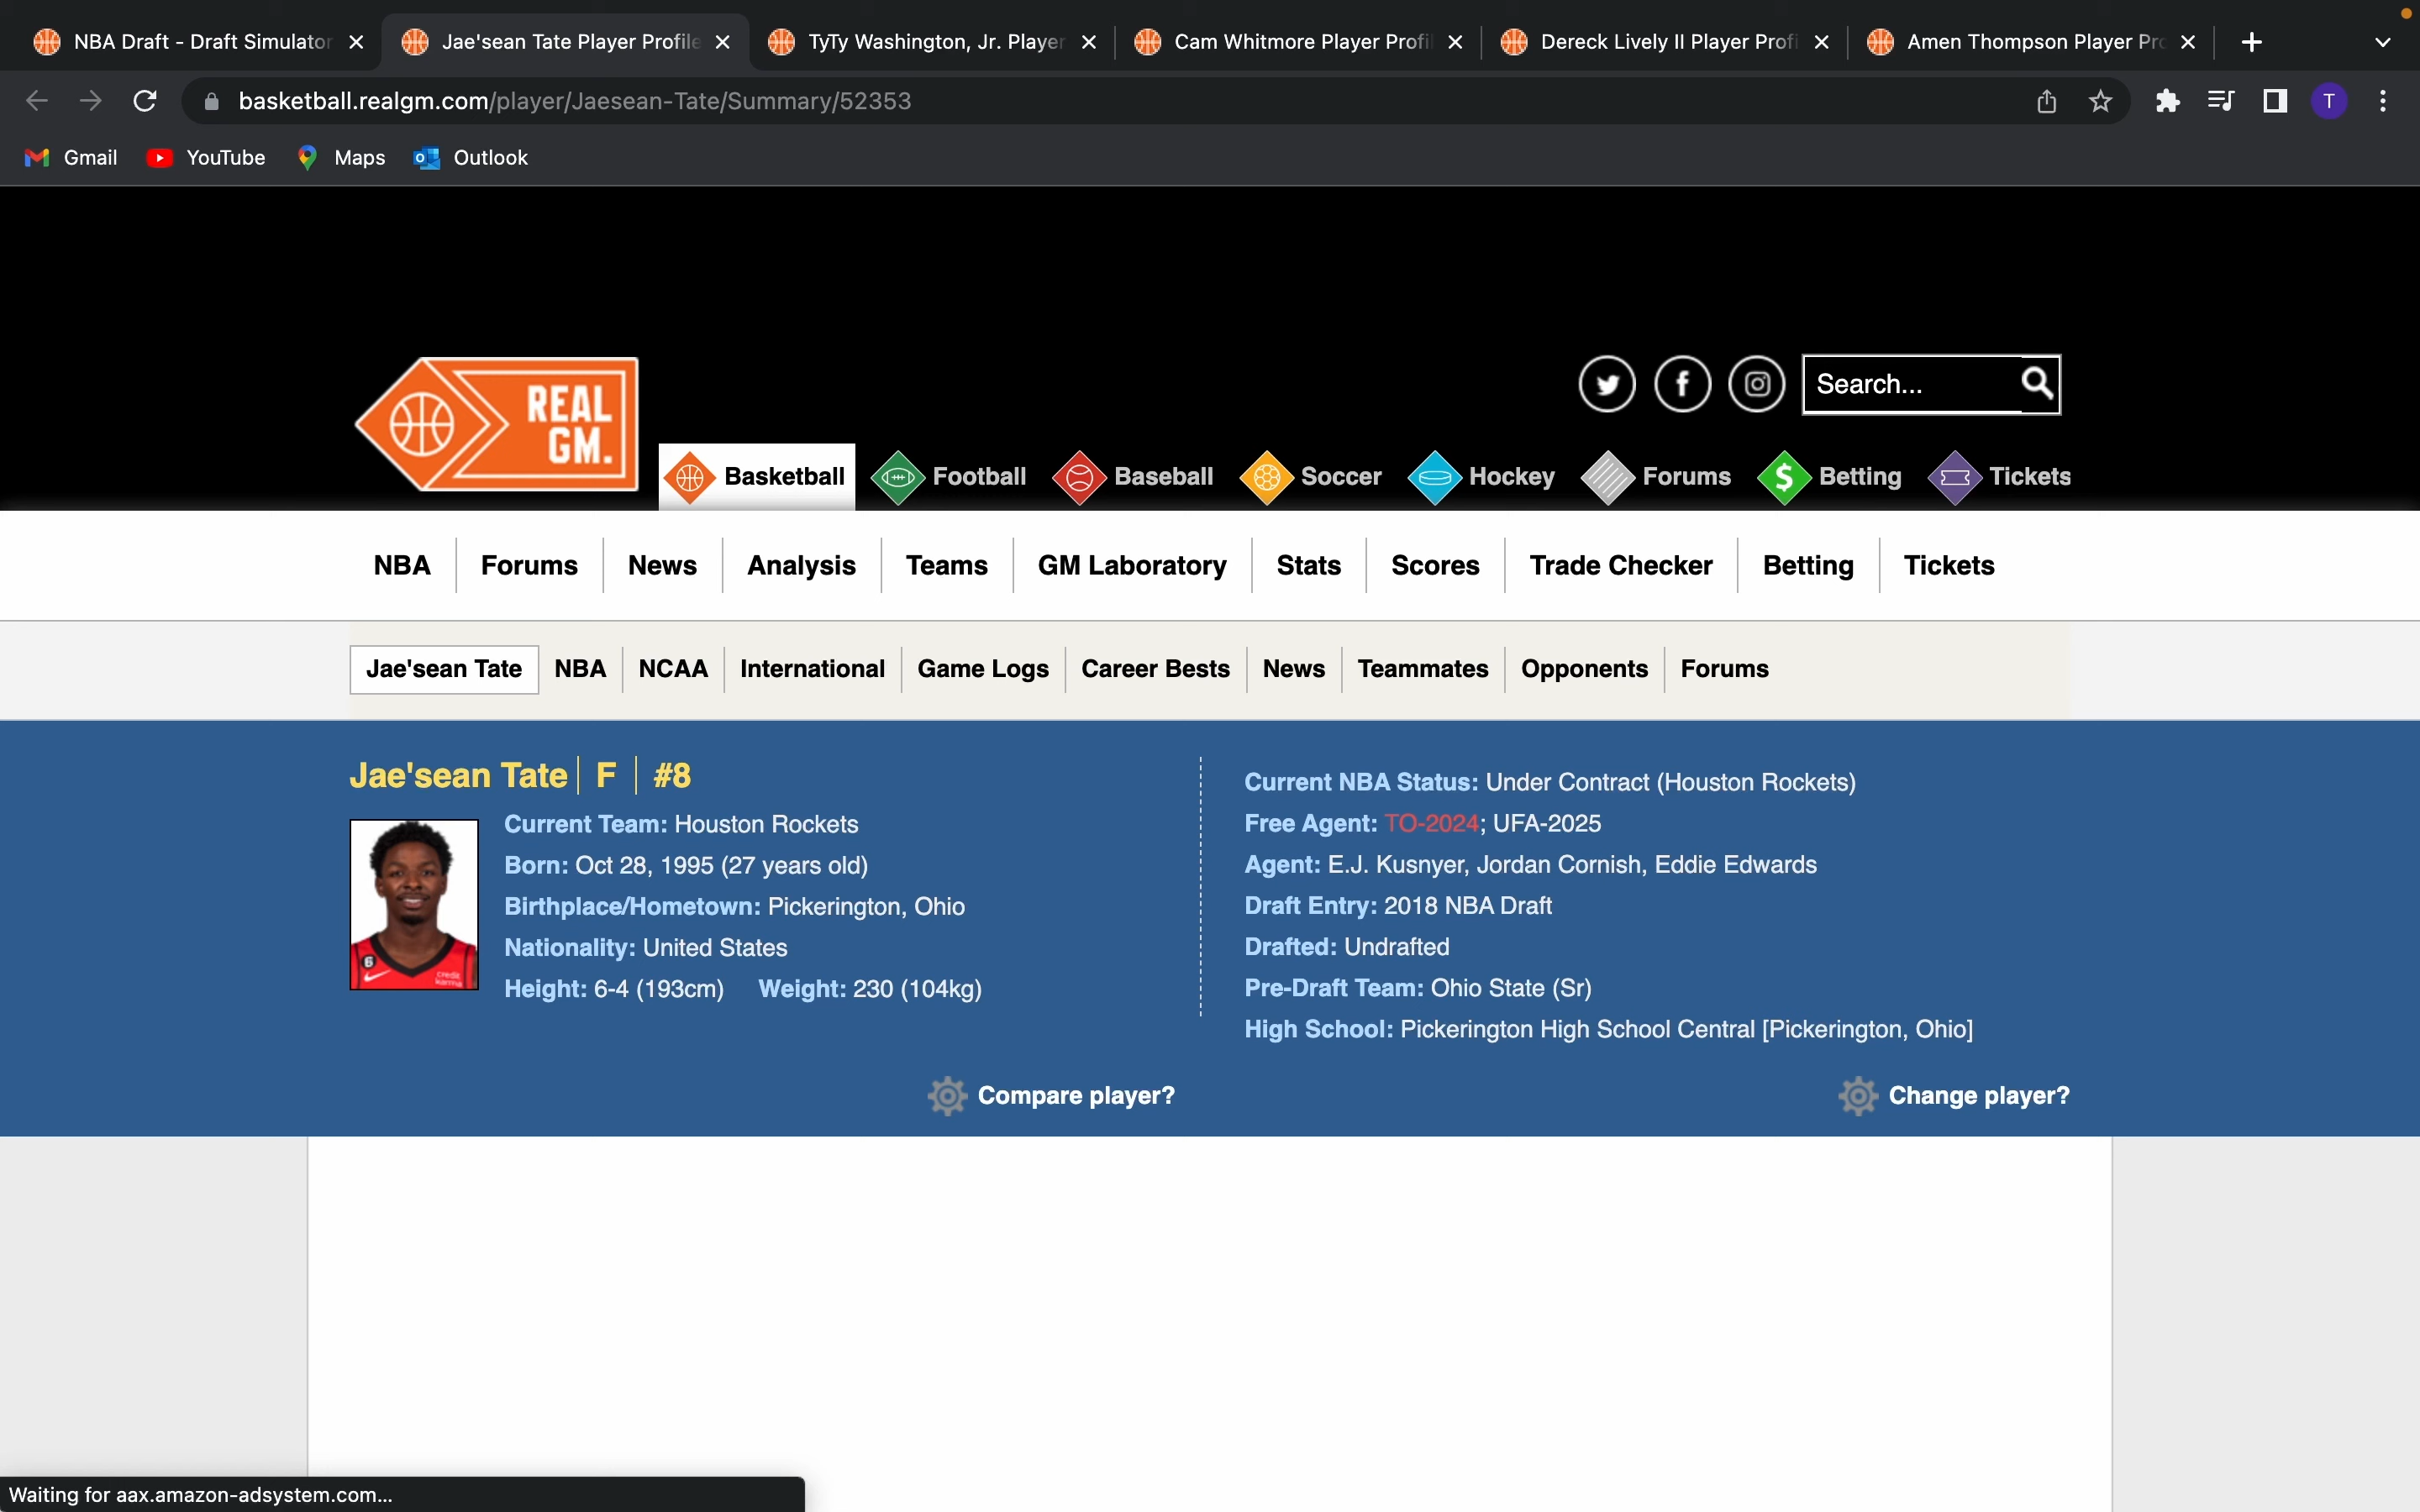 NBA Draft - Draft Simulator
Jae'sean Tate Player Profile
TyTy Washington, Jr. Player
Cam Whitmore Player Profil
Dereck Lively II Player Profi
Amen Thompson Player Pro
basketball.realgm.com/player/Jaesean-Tate/Summary/52353
T
Gmail
YouTube
Maps
Outlook
REAL
GM.
Search...
Basketball
Football
Baseball
Soccer
Hockey
Forums
Betting
Tickets
NBA
Forums
News
Analysis
Teams
GM Laboratory
Stats
Scores
Trade Checker
Betting
Tickets
Jae'sean Tate
NBA
NCAA
International
Game Logs
Career Bests
News
Teammates
Opponents
Forums
Jae'sean Tate F #8
Current Team: Houston Rockets
Born: Oct 28, 1995 (27 years old)
Birthplace/Hometown: Pickerington, Ohio
Nationality: United States
Height: 6-4 (193cm) Weight: 230 (104kg)
6
credit
karma
Current NBA Status: Under Contract (Houston Rockets)
Free Agent: TO-2024; UFA-2025
Agent: E.J. Kusnyer, Jordan Cornish, Eddie Edwards
Draft Entry: 2018 NBA Draft
Drafted: Undrafted
Pre-Draft Team: Ohio State (Sr)
High School: Pickerington High School Central [Pickerington, Ohio]
Compare player?
Change player?
Waiting for aax.amazon-adsystem.com...